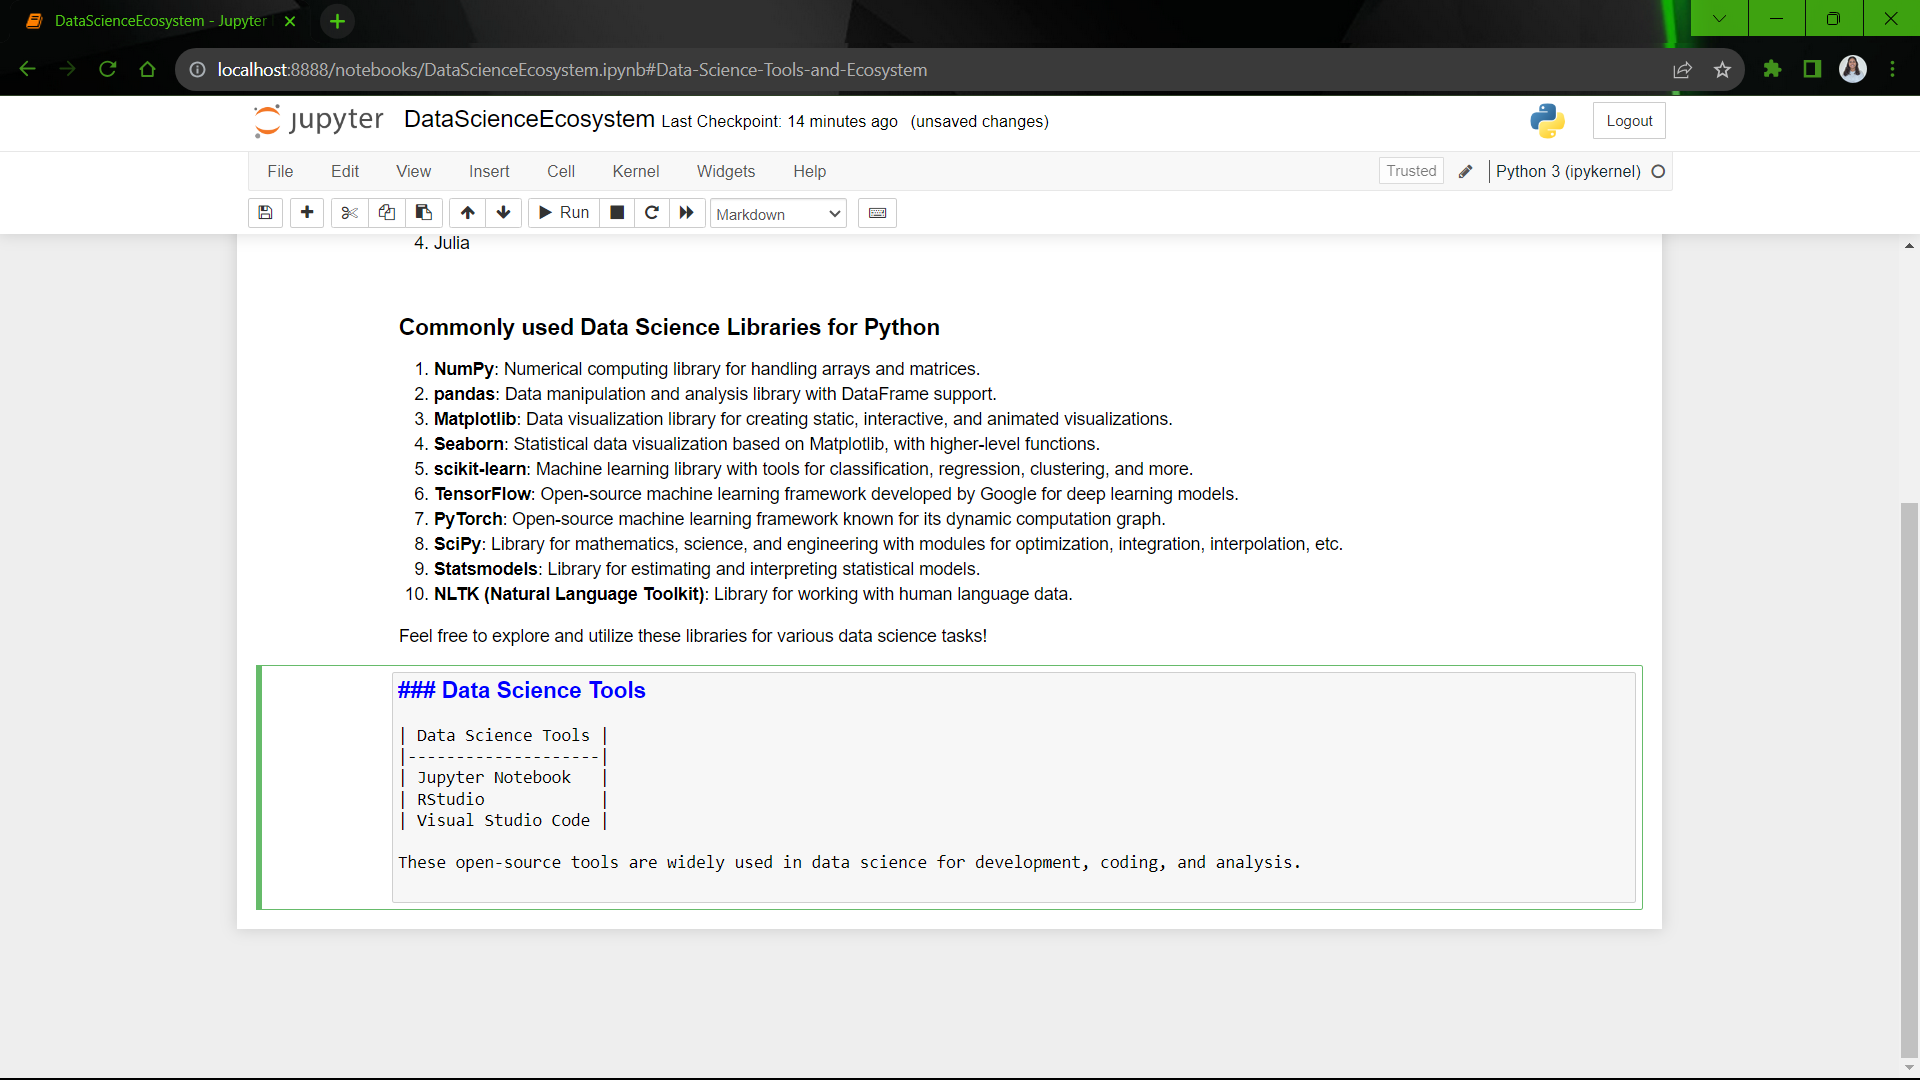 DataScienceEcosystem - Jupyter
localhost:8888/notebooks/DataScienceEcosystem.ipynb#Data-Science-Tools-and-Ecosystem
jupyter DataScienceEcosystem Last Checkpoint: 14 minutes ago (unsaved changes) Logout
File Edit View Insert Cell Kernel Widgets Help Trusted Python 3 (ipykernel)
Run Markdown
4. Julia
Commonly used Data Science Libraries for Python
1. NumPy: Numerical computing library for handling arrays and matrices.
2. pandas: Data manipulation and analysis library with DataFrame support.
3. Matplotlib: Data visualization library for creating static, interactive, and animated visualizations.
4. Seaborn: Statistical data visualization based on Matplotlib, with higher-level functions.
5. scikit-learn: Machine learning library with tools for classification, regression, clustering, and more.
6. TensorFlow: Open-source machine learning framework developed by Google for deep learning models.
7. PyTorch: Open-source machine learning framework known for its dynamic computation graph.
8. SciPy: Library for mathematics, science, and engineering with modules for optimization, integration, interpolation, etc.
9. Statsmodels: Library for estimating and interpreting statistical models.
10. NLTK (Natural Language Toolkit): Library for working with human language data.
Feel free to explore and utilize these libraries for various data science tasks!
### Data Science Tools
| Data Science Tools |
|--------------------|
| Jupyter Notebook   |
| RStudio            |
| Visual Studio Code |
These open-source tools are widely used in data science for development, coding, and analysis.